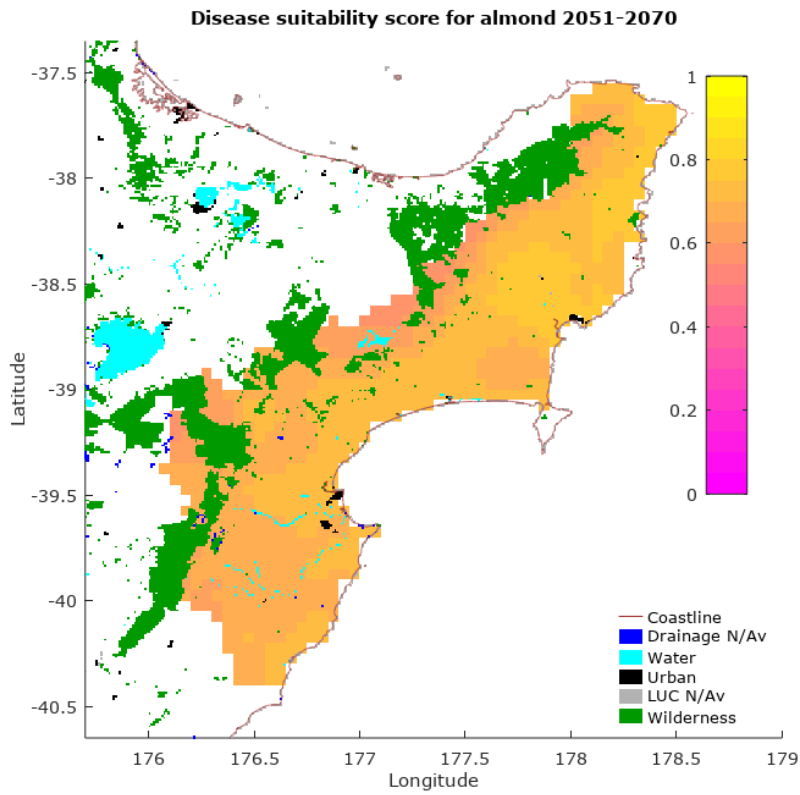 Disease suitability score for almond 2051-2070
-37.5
-38
-38.5
-39
-39.5
-40
-40.5
Latitude
176
176.5
177
177.5
178
178.5
179
Longitude
1
0.8
0.6
0.4
0.2
0
Coastline
Drainage N/Av
Water
Urban
LUC N/Av
Wilderness